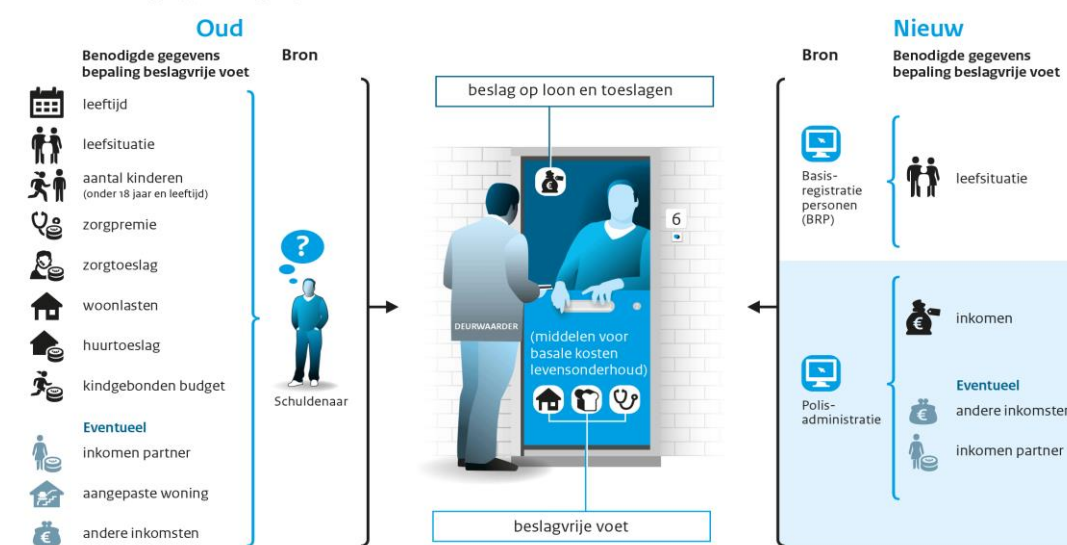 Oud
Benodigde gegevens
bepaling beslagvrije voet
Bron
leeftijd
leefsituatie
aantal kinderen
(onder 18 jaar en leeftijd)
zorgpremie
zorgtoeslag
woonlasten
huurtoeslag
kindgebonden budget
Eventueel
inkomen partner
aangepaste woning
andere inkomsten
?
Schuldenaar
beslag op loon en toeslagen
6
DEURWAARDER
(middelen voor
basale kosten
levensonderhoud)
beslagvrije voet
Nieuw
Bron
Benodigde gegevens
bepaling beslagvrije voet
Basis-
registratie
personen
(BRP)
leefsituatie
Polis-
administratie
€
inkomen
Eventueel
€
andere inkomsten
inkomen partner
€
€